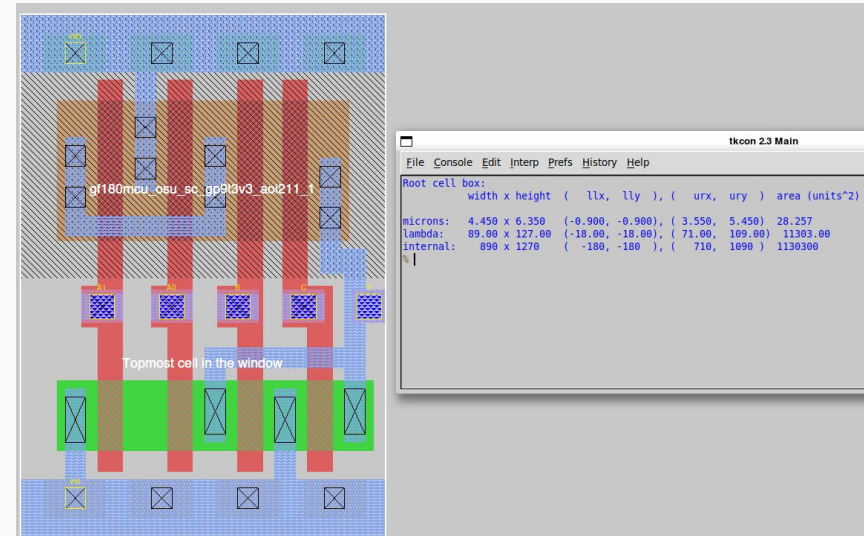 VDD
gf180mcu_osu_sc_gp9t3v3_aoi211_1
A1 A0 B C Y
Topmost cell in the window
VSS
tkcon 2.3 Main
File Console Edit Interp Prefs History Help
Root cell box:
width x height ( llx, lly ), ( urx, ury ) area (units^2)
microns: 4.450 x 6.350 (-0.900, -0.900), ( 3.550, 5.450) 28.257
lambda: 89.00 x 127.00 (-18.00, -18.00), ( 71.00, 109.00) 11303.00
internal: 890 x 1270 ( -180, -180 ), ( 710, 1090 ) 1130300
%